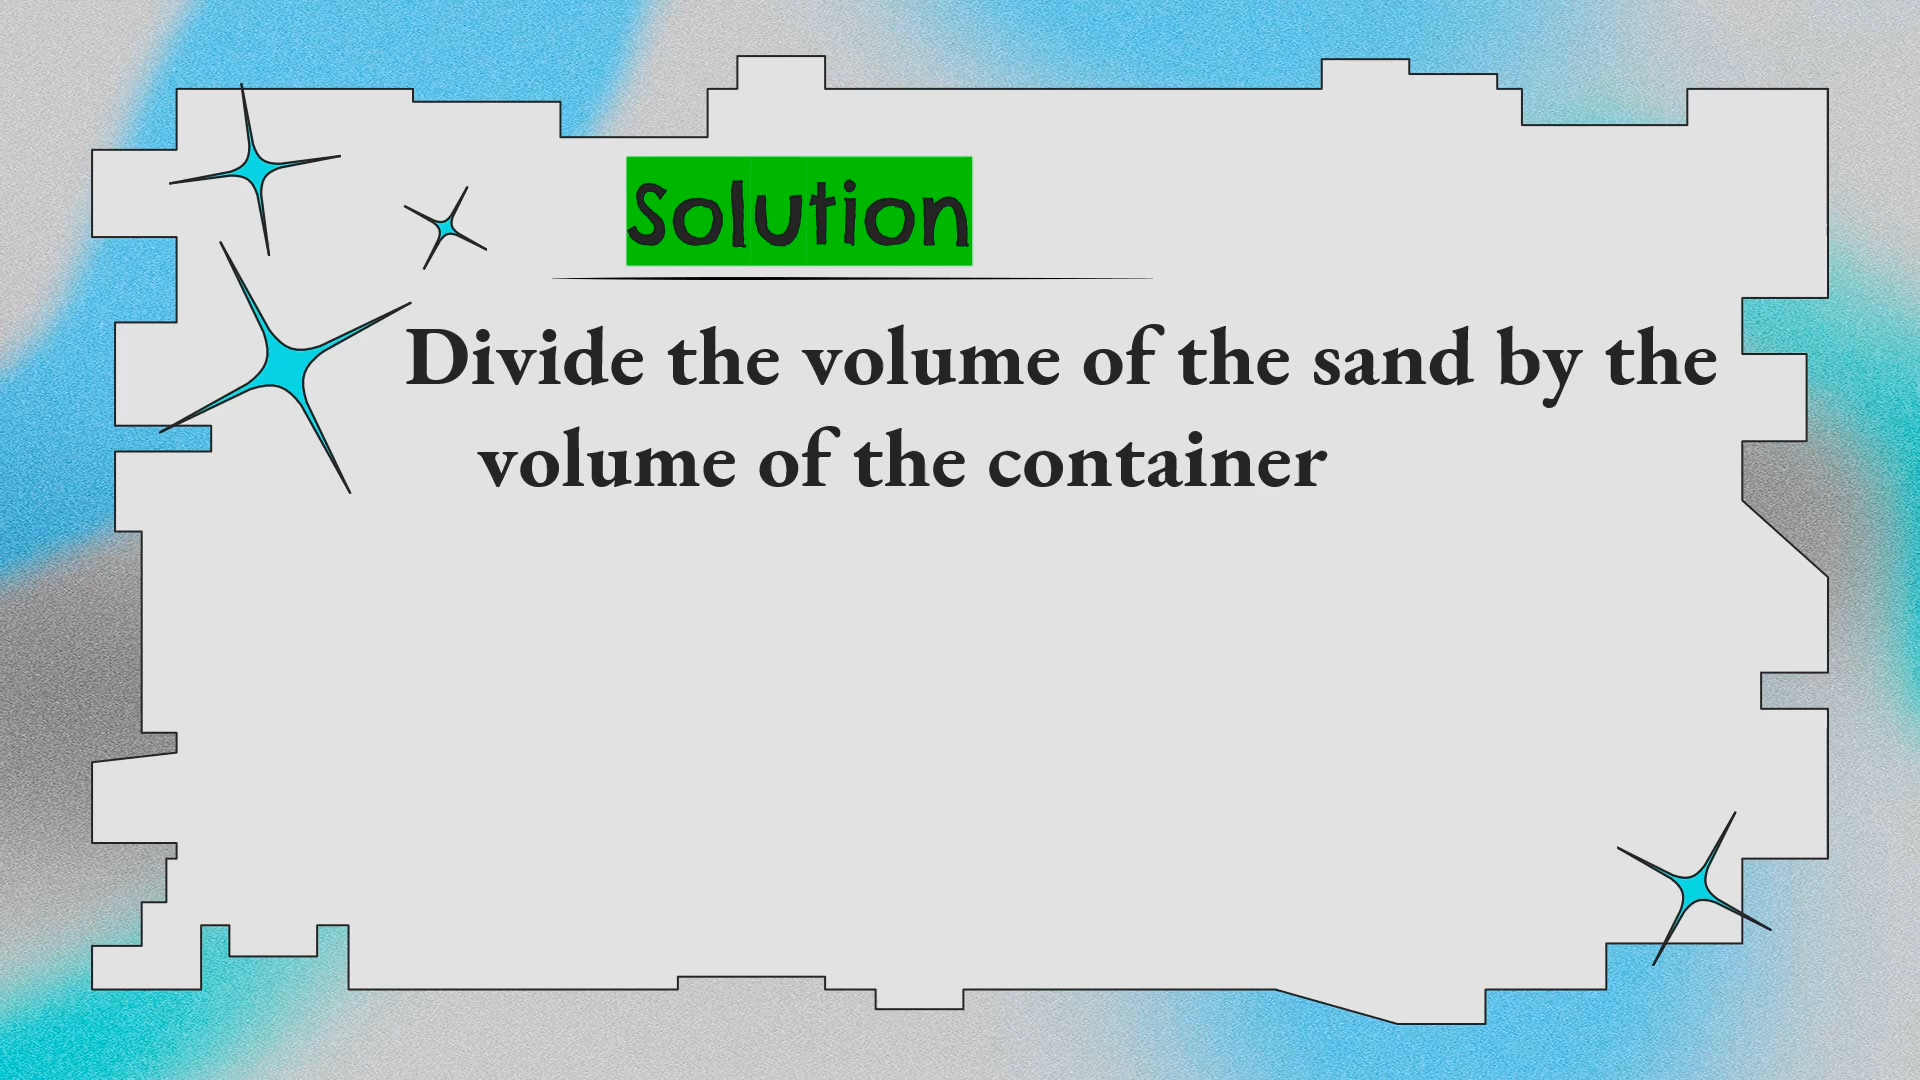 Solution
Divide the volume of the sand by the
volume of the container